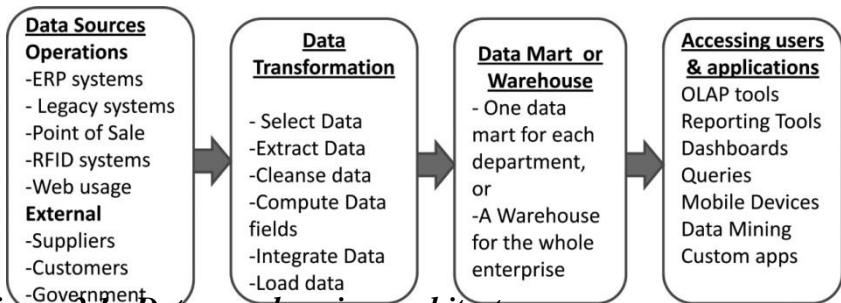 Data Sources
Operations
-ERP systems
- Legacy systems
-Point of Sale
-RFID systems
-Web usage
External
-Suppliers
-Customers
-Government
Data
Transformation
- Select Data
-Extract Data
-Cleanse data
-Compute Data
fields
-Integrate Data
-Load data
Data Mart or
Warehouse
- One data
mart for each
department,
or
-A Warehouse
for the whole
enterprise
Accessing users
& applications
OLAP tools
Reporting Tools
Dashboards
Queries
Mobile Devices
Data Mining
Custom apps